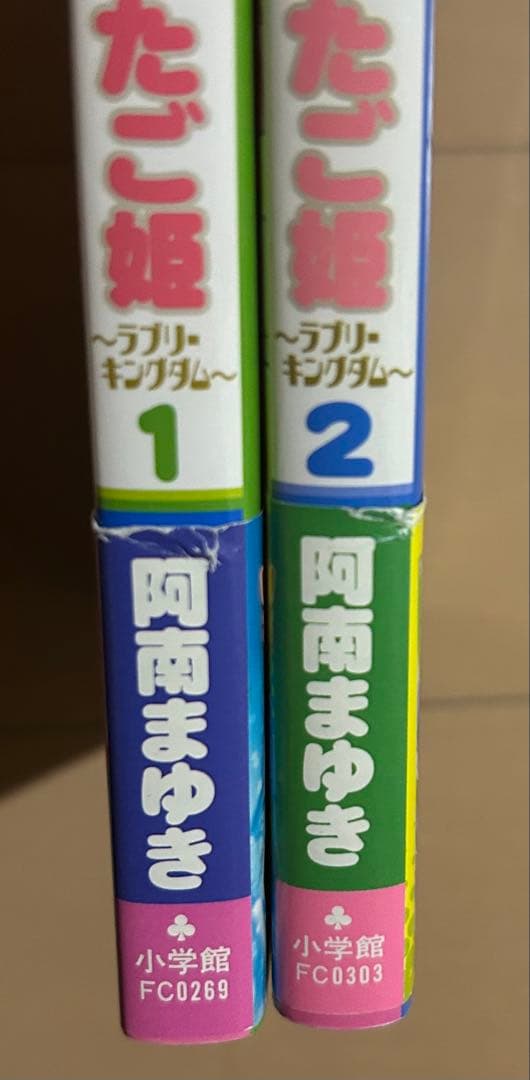 たごし姫
～ラブリー・
キングダム～
1
阿南まゆき
小学館
FC0269
たごし姫
～ラブリー・
キングダム～
2
阿南まゆき
小学館
FC0303